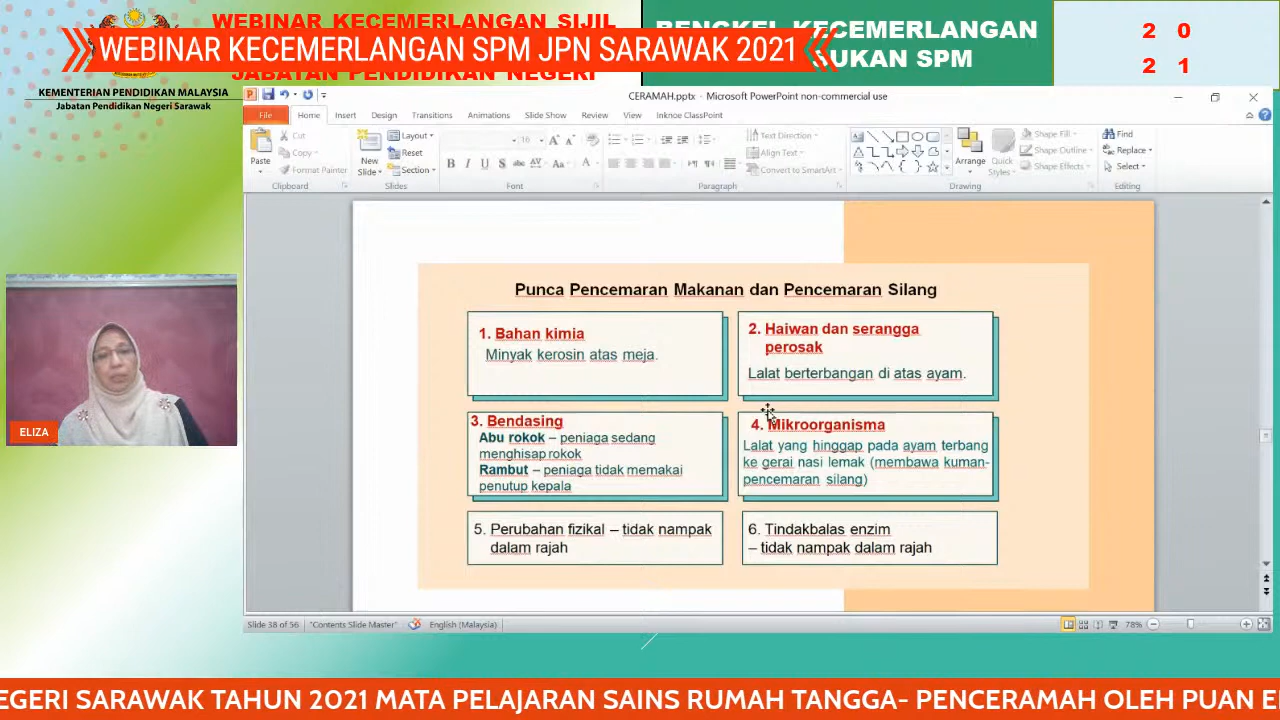 WEBINAR KECEMERLANGAN SIJIL
WEBINAR KECEMERLANGAN SPM JPN SARAWAK 2021
JABATAN PENDIDIKAN NEGERI
BENGKEL KECEMERLANGAN
SUKAN SPM
2 0
2 1
KEMENTERIAN PENDIDIKAN MALAYSIA
Jabatan Pendidikan Negeri Sarawak
CERAMAH.pptx - Microsoft PowerPoint non-commercial use
File Home Insert Design Transitions Animations Slide Show Review View Inknoe ClassPoint
Paste
Cut
Copy
Format Painter
Clipboard
New
Slide
Layout
Reset
Section
Slides
16
Font
Text Direction
Align Text
Convert to SmartArt
Paragraph
Arrange
Quick
Styles
Shape Fill
Shape Outline
Shape Effects
Drawing
Find
Replace
Select
Editing
Punca Pencemaran Makanan dan Pencemaran Silang
1. Bahan kimia
Minyak kerosin atas meja.
2. Haiwan dan serangga
perosak
Lalat berterbangan di atas ayam.
3. Bendasing
Abu rokok – peniaga sedang
menghisap rokok
Rambut – peniaga tidak memakai
penutup kepala
4. Mikroorganisma
Lalat yang hinggap pada ayam terbang
ke gerai nasi lemak (membawa kuman-
pencemaran silang)
5. Perubahan fizikal – tidak nampak
dalam rajah
6. Tindakbalas enzim
– tidak nampak dalam rajah
ELIZA
Slide 38 of 56 "Contents Slide Master" English (Malaysia) 78%
EGERI SARAWAK TAHUN 2021 MATA PELAJARAN SAINS RUMAH TANGGA- PENCERAMAH OLEH PUAN E